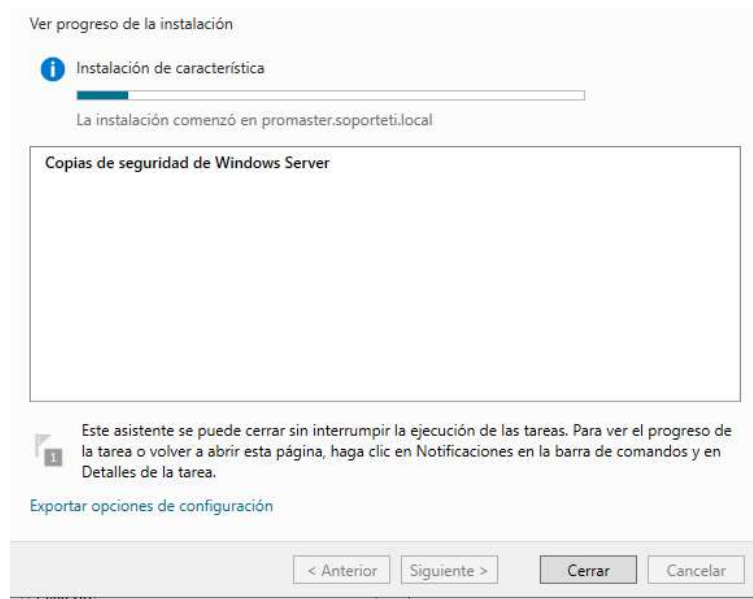 Ver progreso de la instalación
Instalación de característica
La instalación comenzó en promaster.soporteti.local
Copias de seguridad de Windows Server
Este asistente se puede cerrar sin interrumpir la ejecución de las tareas. Para ver el progreso de
la tarea o volver a abrir esta página, haga clic en Notificaciones en la barra de comandos y en
Detalles de la tarea.
1
Exportar opciones de configuración
< Anterior Siguiente > Cerrar Cancelar